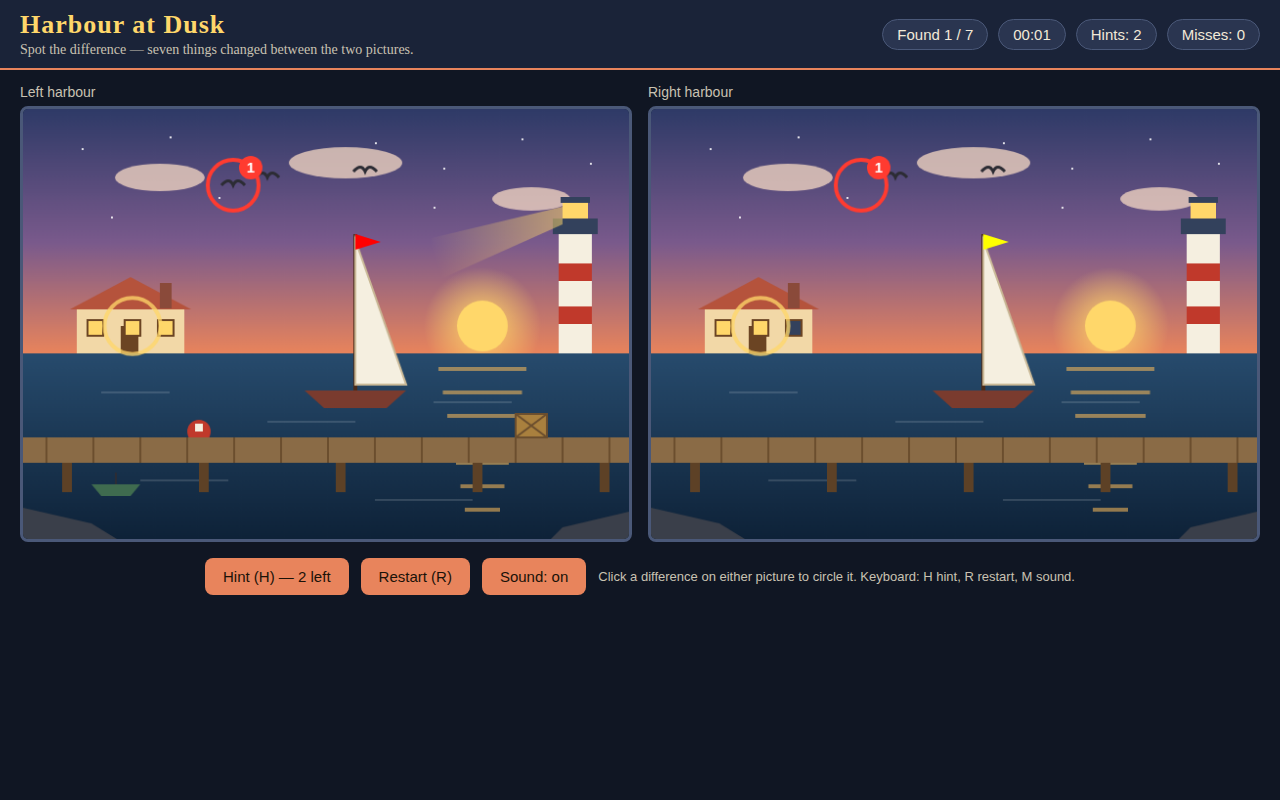 Harbour at Dusk
Spot the difference — seven things changed between the two pictures.
Found 1 / 7
00:01
Hints: 2
Misses: 0
Left harbour
Right harbour
1
1
Hint (H) — 2 left
Restart (R)
Sound: on
Click a difference on either picture to circle it. Keyboard: H hint, R restart, M sound.